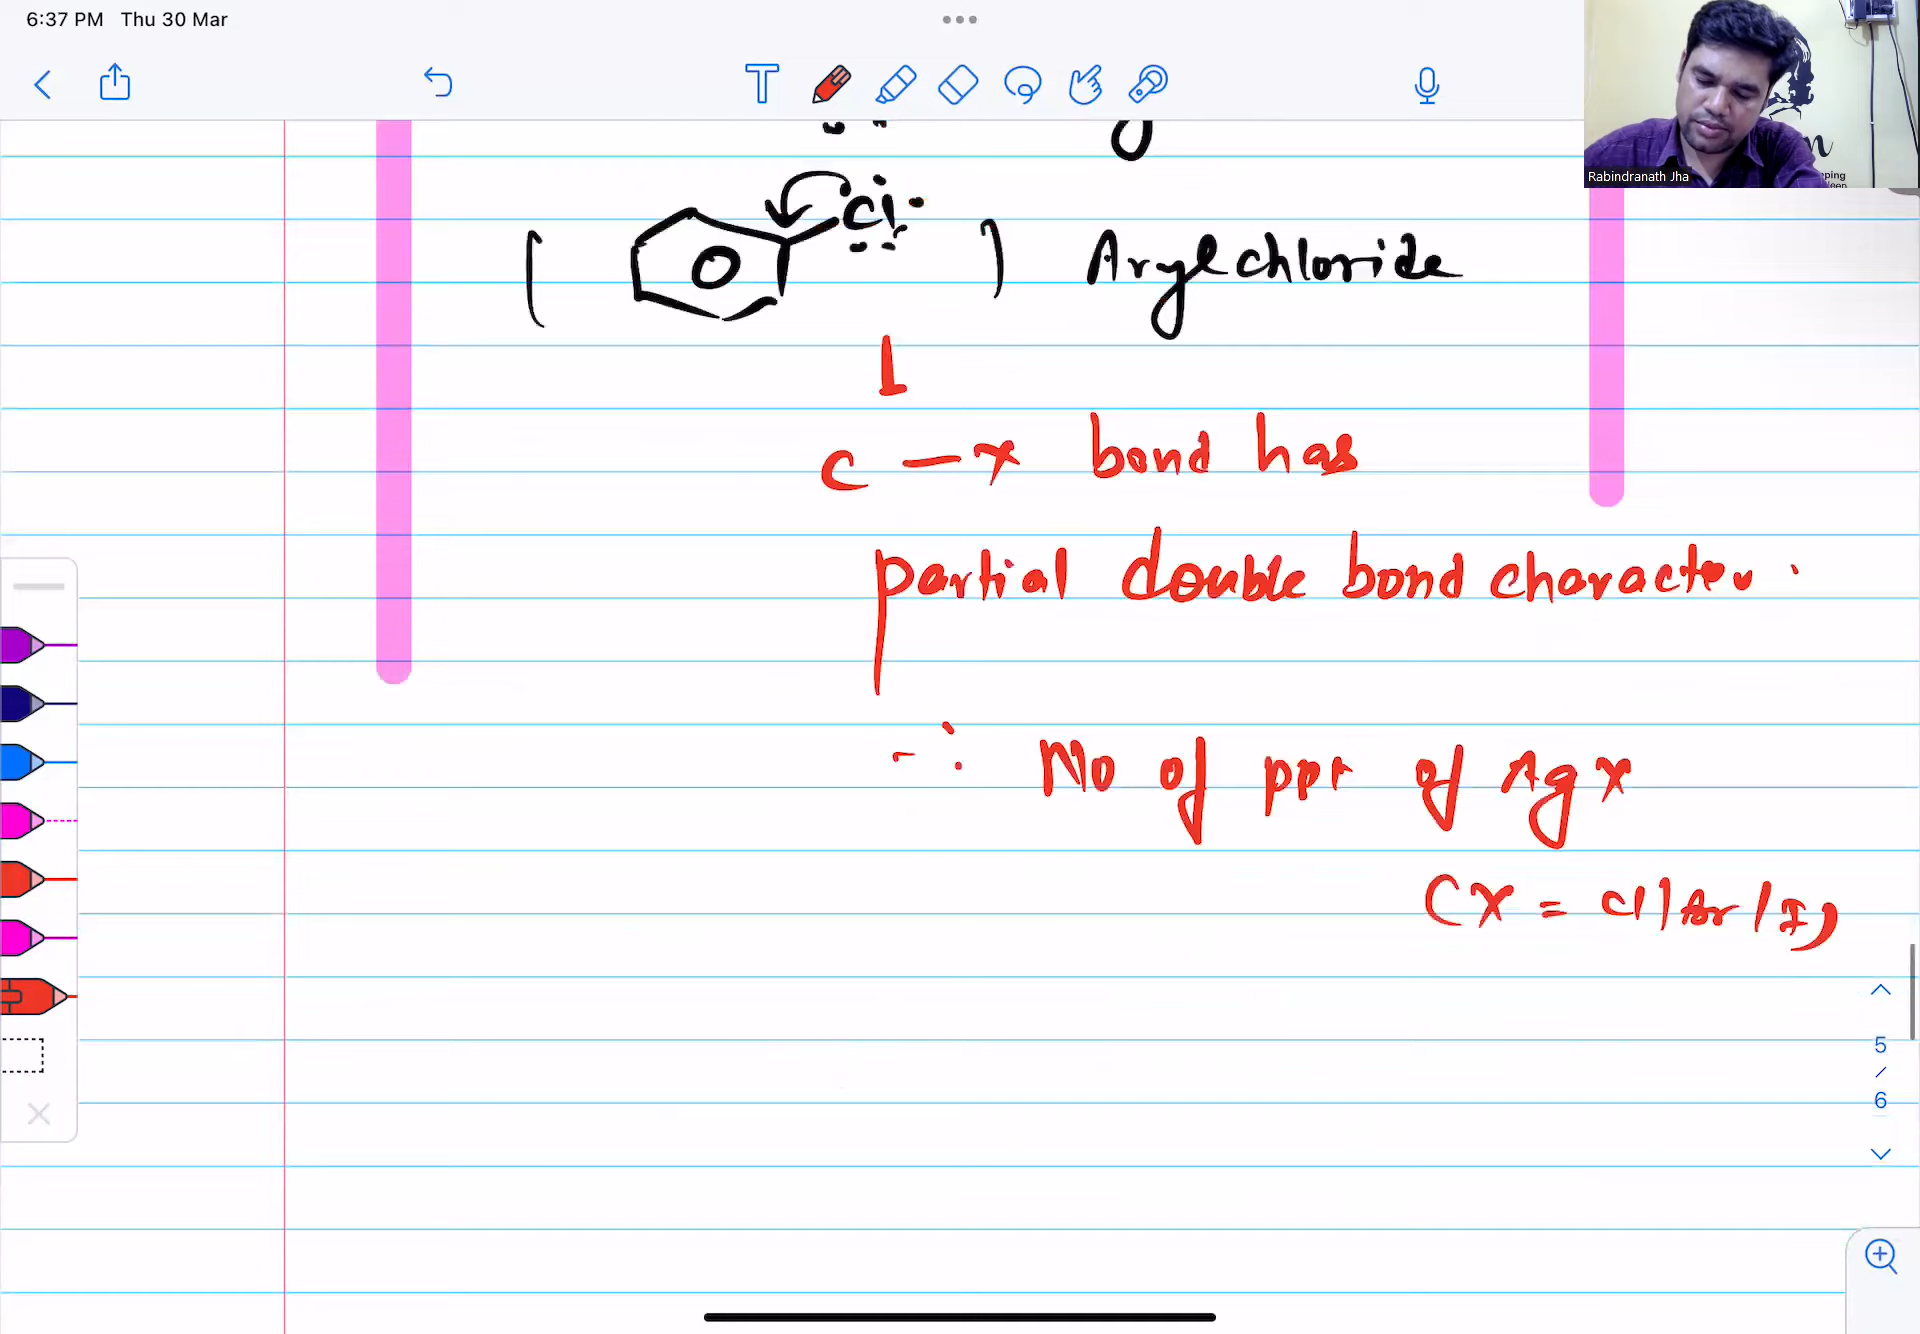 6:37 PM Thu 30 Mar
Rabindranath Jha
Cl
( ) Arylchloride
C — X bond has
partial double bond character.
∴ No of ppt of AgX
(X = Cl/Br/I)
5
/
6